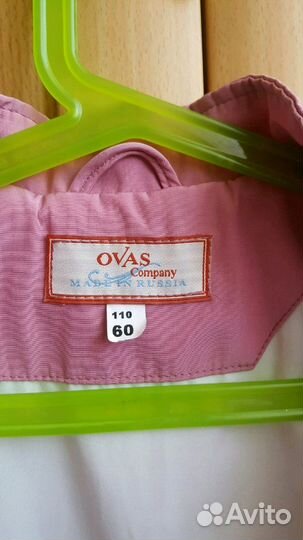 OVAS
Company
MADE IN RUSSIA
110
60
Avito